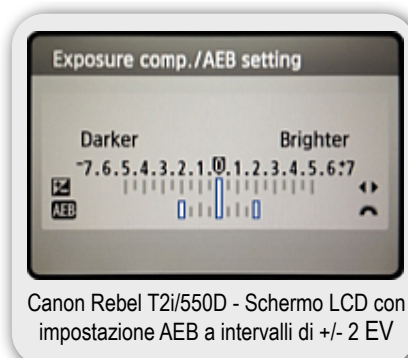 Exposure comp./AEB setting
Darker Brighter
-7.6.5.4.3.2.1.0.1.2.3.4.5.6.+7
AEB
Canon Rebel T2i/550D - Schermo LCD con
impostazione AEB a intervalli di +/- 2 EV